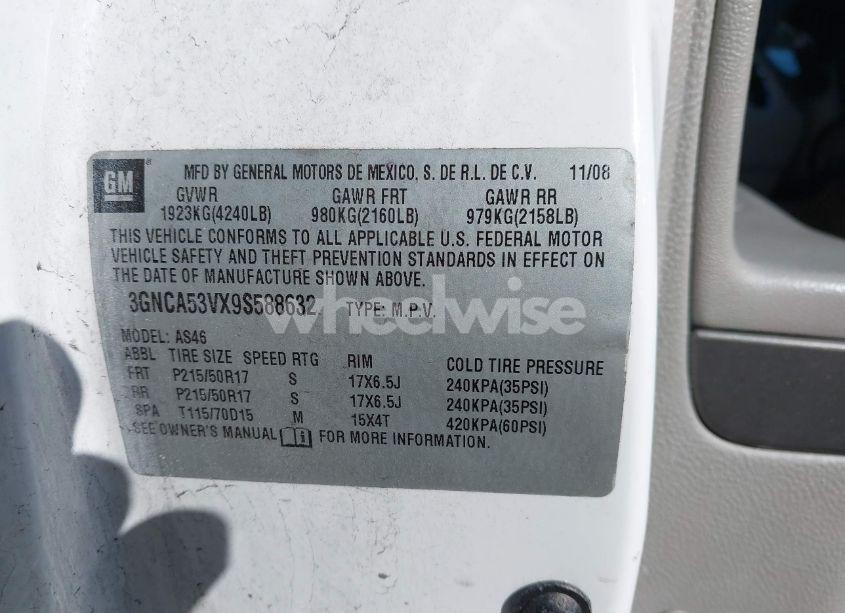 GM
MFD BY GENERAL MOTORS DE MEXICO, S. DE R.L. DE C.V. 11/08
GVWR GAWR FRT GAWR RR
1923KG(4240LB) 980KG(2160LB) 979KG(2158LB)
THIS VEHICLE CONFORMS TO ALL APPLICABLE U.S. FEDERAL MOTOR
VEHICLE SAFETY AND THEFT PREVENTION STANDARDS IN EFFECT ON
THE DATE OF MANUFACTURE SHOWN ABOVE.
3GNCA53VX9S588632 TYPE: M.P.V.
wheelwise
MODEL: AS46
ABBL TIRE SIZE SPEED RTG RIM COLD TIRE PRESSURE
FRT P215/50R17 S 17X6.5J 240KPA(35PSI)
RR P215/50R17 S 17X6.5J 240KPA(35PSI)
SPA T115/70D15 M 15X4T 420KPA(60PSI)
SEE OWNER'S MANUAL FOR MORE INFORMATION.